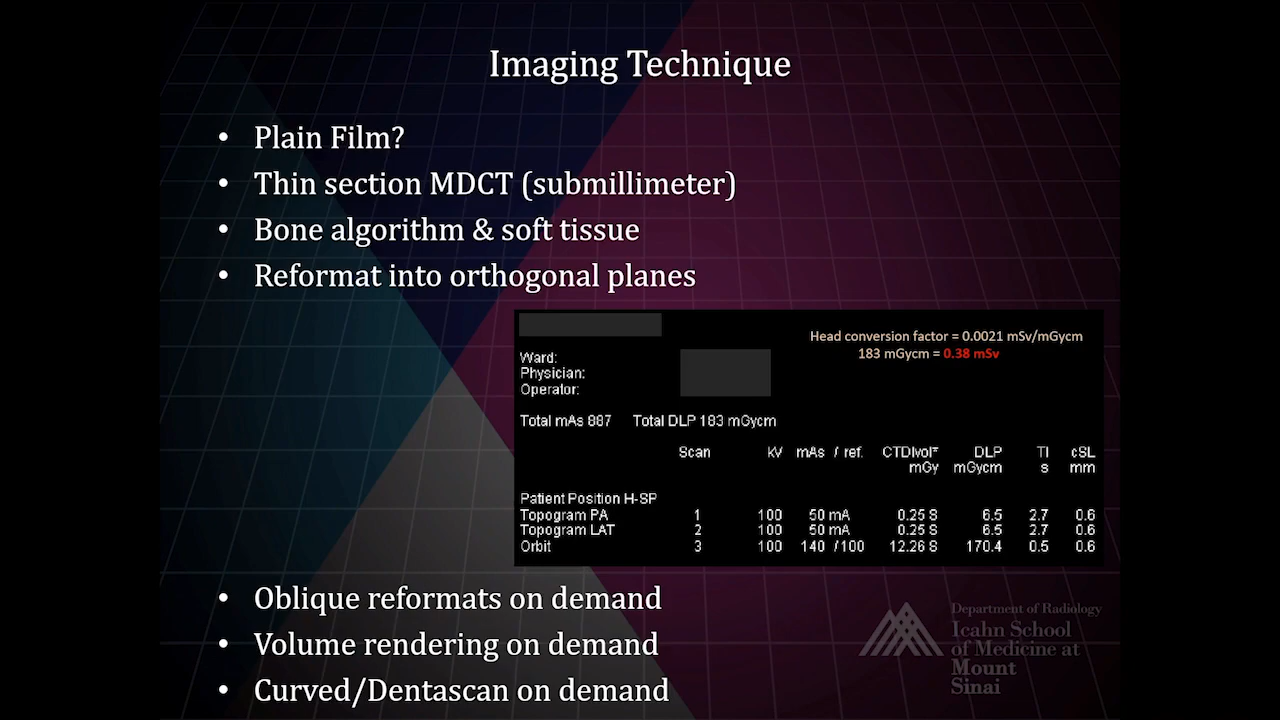 Imaging Technique
• Plain Film?
• Thin section MDCT (submillimeter)
• Bone algorithm & soft tissue
• Reformat into orthogonal planes
Head conversion factor = 0.0021 mSv/mGycm
183 mGycm = 0.38 mSv
Ward:
Physician:
Operator:
Total mAs 887 Total DLP 183 mGycm
Scan kV mAs / ref. CTDIvol* DLP TI cSL
mGy mGycm s mm
Patient Position H-SP
Topogram PA 1 100 50 mA 0.25 S 6.5 2.7 0.6
Topogram LAT 2 100 50 mA 0.25 S 6.5 2.7 0.6
Orbit 3 100 140 /100 12.26 S 170.4 0.5 0.6
• Oblique reformats on demand
• Volume rendering on demand
• Curved/Dentascan on demand
Department of Radiology
Icahn School
of Medicine at
Mount
Sinai